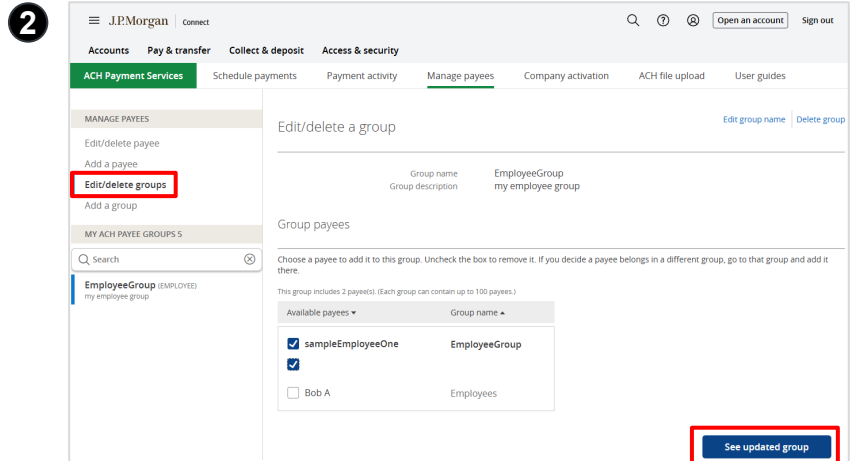 2
J.P.Morgan | Connect
Open an account
Sign out
Accounts Pay & transfer Collect & deposit Access & security
ACH Payment Services Schedule payments Payment activity Manage payees Company activation ACH file upload User guides
MANAGE PAYEES
Edit/delete payee
Add a payee
Edit/delete groups
Add a group
MY ACH PAYEE GROUPS 5
Search
EmployeeGroup (EMPLOYEE)
my employee group
Edit/delete a group
Edit group name Delete group
Group name EmployeeGroup
Group description my employee group
Group payees
Choose a payee to add it to this group. Uncheck the box to remove it. If you decide a payee belongs in a different group, go to that group and add it
there.
This group includes 2 payee(s). (Each group can contain up to 100 payees.)
Available payees Group name
sampleEmployeeOne EmployeeGroup
Bob A Employees
See updated group